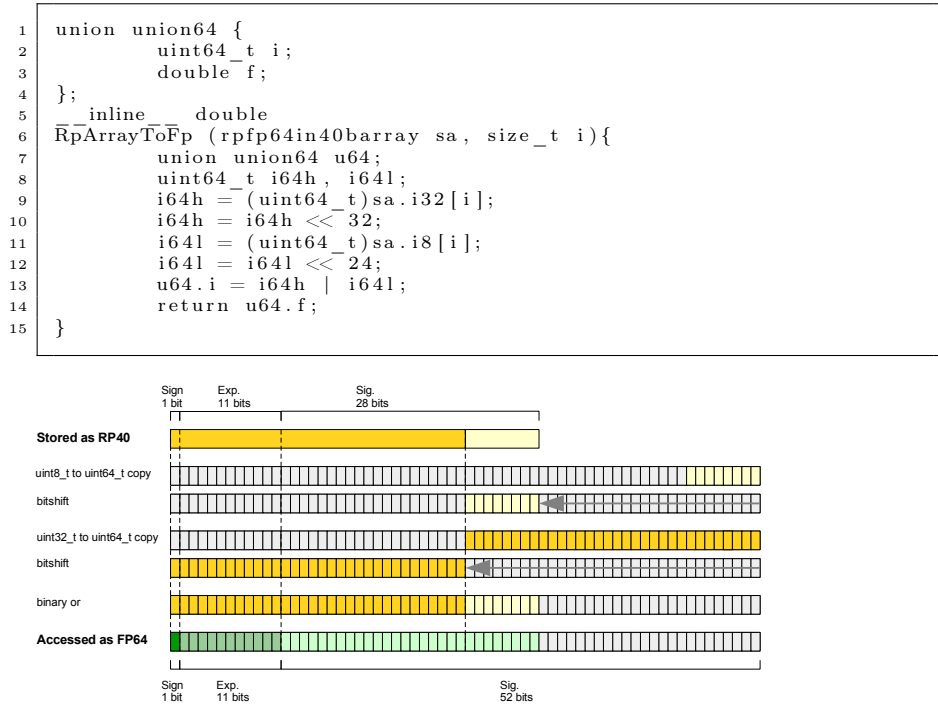 1 union union64 {
2 uint64_t i;
3 double f;
4 };
5 __inline__ double
6 RpArrayToFp (rpfp64in40barray sa, size_t i){
7 union union64 u64;
8 uint64_t i64h, i64l;
9 i64h = (uint64_t)sa.i32[i];
10 i64h = i64h << 32;
11 i64l = (uint64_t)sa.i8[i];
12 i64l = i64l << 24;
13 u64.i = i64h | i64l;
14 return u64.f;
15 }
Sign Exp. Sig.
1 bit 11 bits 28 bits
Stored as RP40
uint8_t to uint64_t copy
bitshift
uint32_t to uint64_t copy
bitshift
binary or
Accessed as FP64
Sign Exp. Sig.
1 bit 11 bits 52 bits